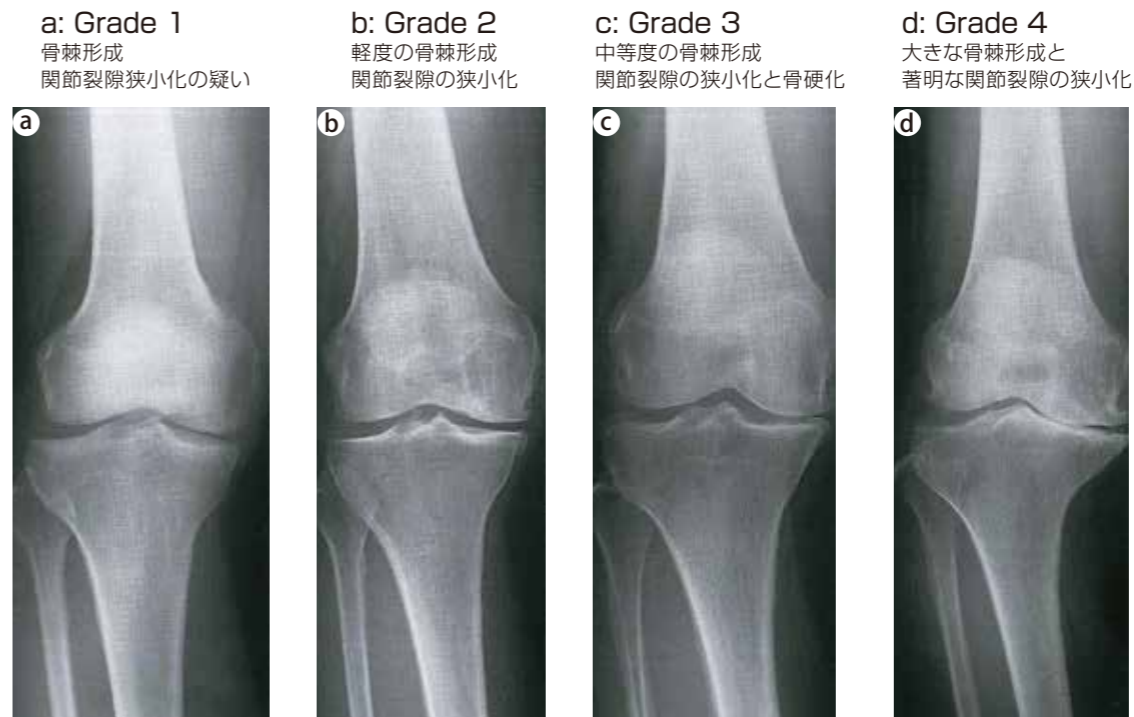 a: Grade 1
骨棘形成
関節裂隙狭小化の疑い
b: Grade 2
軽度の骨棘形成
関節裂隙の狭小化
c: Grade 3
中等度の骨棘形成
関節裂隙の狭小化と骨硬化
d: Grade 4
大きな骨棘形成と
著明な関節裂隙の狭小化
a
b
c
d